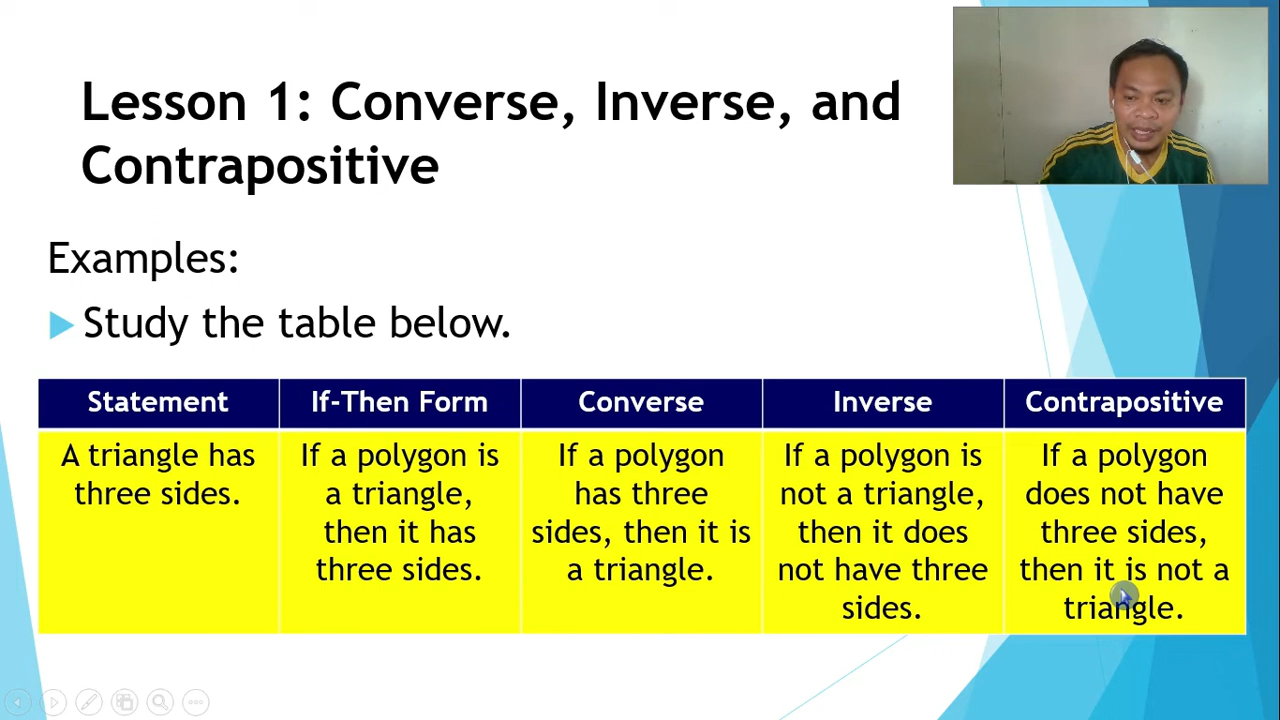 Lesson 1: Converse, Inverse, and
Contrapositive
Examples:
Study the table below.
Statement
If-Then Form
Converse
Inverse
Contrapositive
A triangle has
three sides.
If a polygon is
a triangle,
then it has
three sides.
If a polygon
has three
sides, then it is
a triangle.
If a polygon is
not a triangle,
then it does
not have three
sides.
If a polygon
does not have
three sides,
then it is not a
triangle.